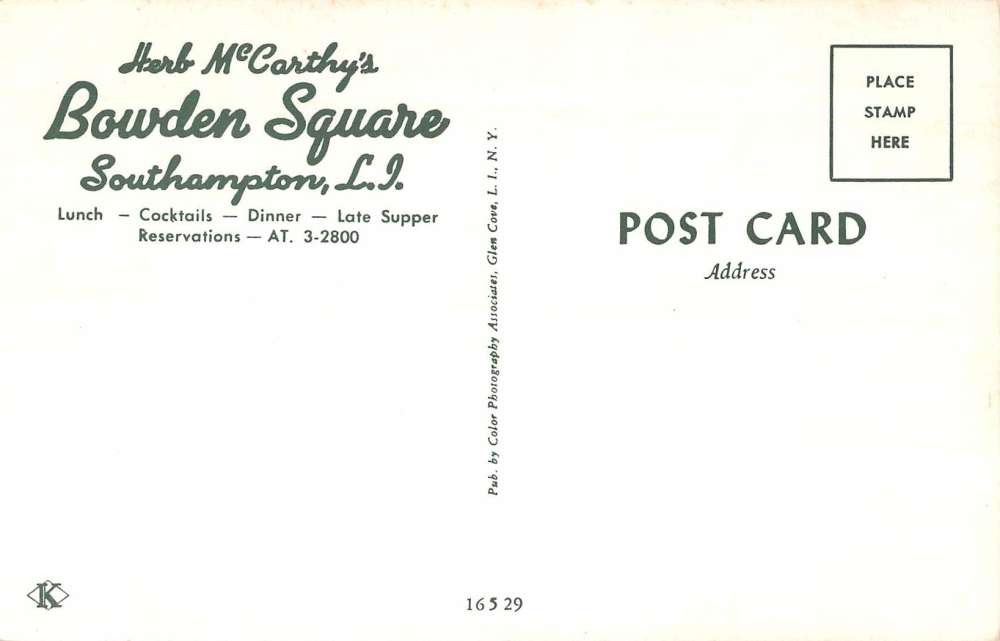 Herb McCarthy's
Bowden Square
Southampton, L.I.
Lunch – Cocktails — Dinner — Late Supper
Reservations — AT. 3-2800
Pub. by Color Photography Associates, Glen Cove, L. I., N. Y.
PLACE
STAMP
HERE
POST CARD
Address
K
16529